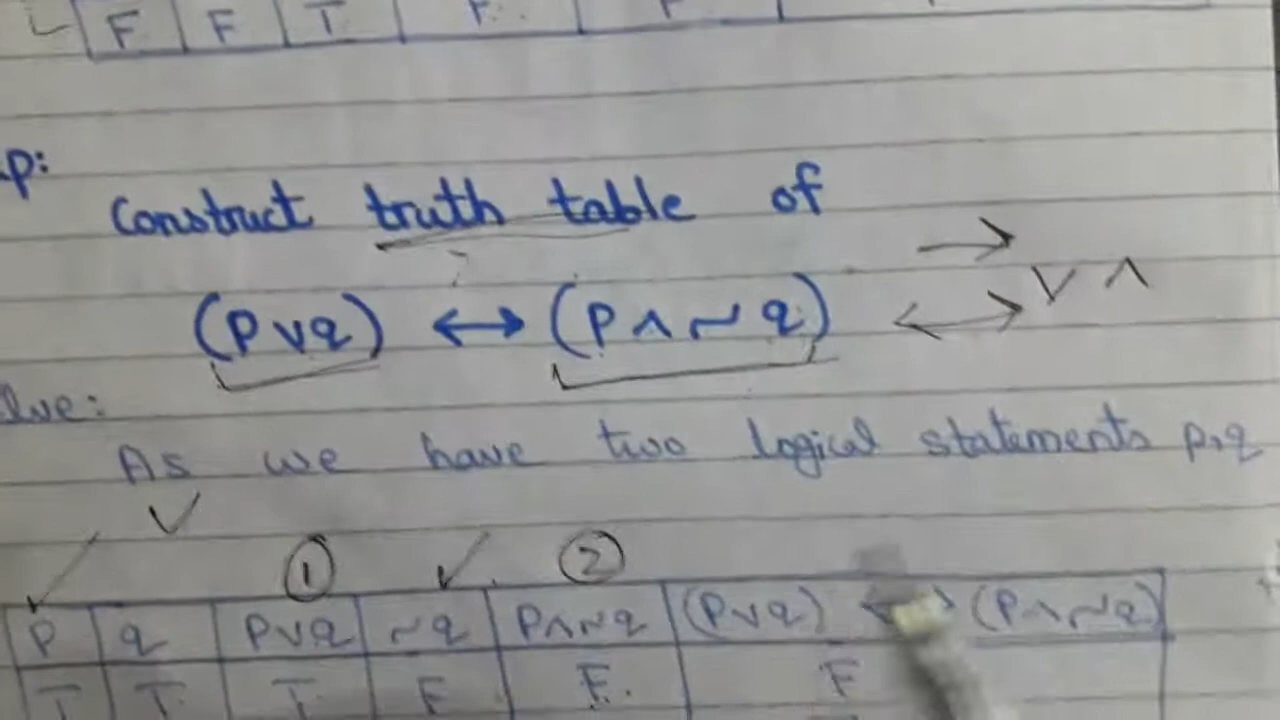 F F T F F
p:
Construct truth table of
(p∨q) ↔ (p∧~q)
→
↔ ∨ ∧
lve:
As we have two logical statements p,q
① ②
p q p∨q ~q p∧~q (p∨q) ↔ (p∧~q)
T T T F F. F